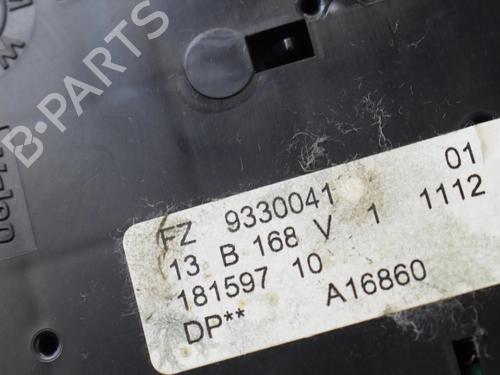 B-PARTS
FZ 9330041 01
13 B 168 V 1 1112
181597 10 A16860
DP**